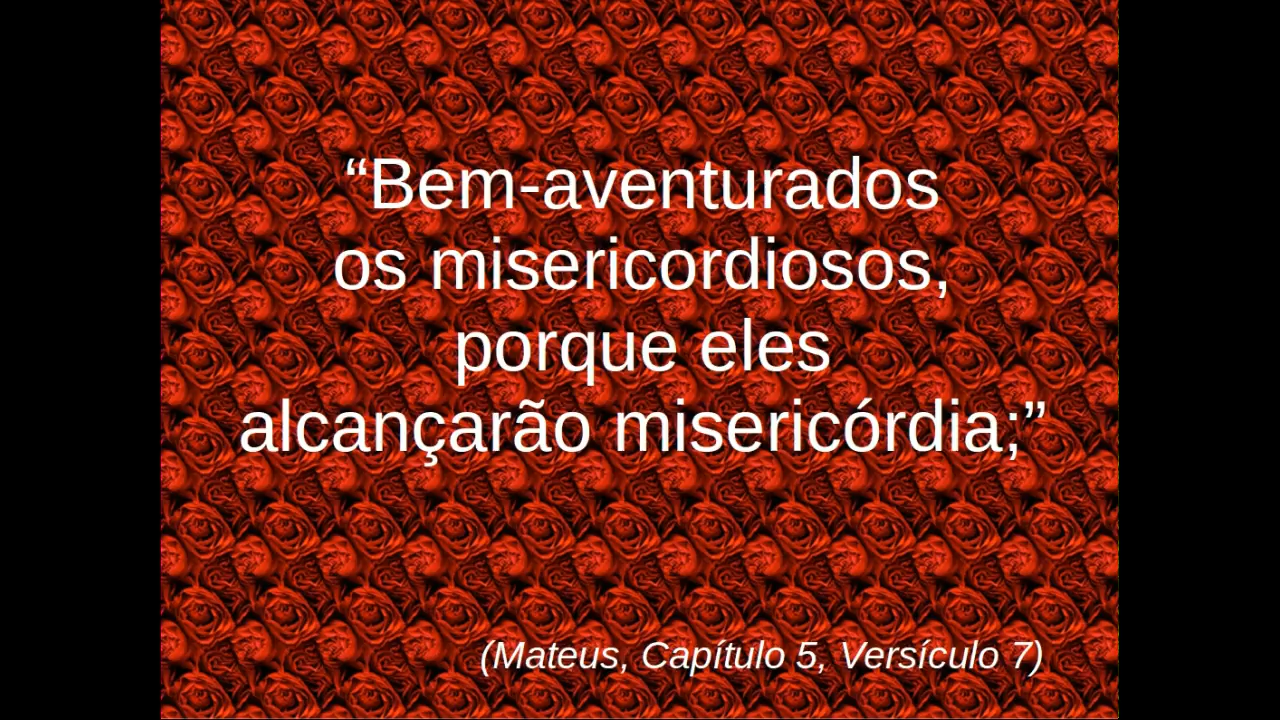 “Bem-aventurados
os misericordiosos,
porque eles
alcançarão misericórdia;”
(Mateus, Capítulo 5, Versículo 7)